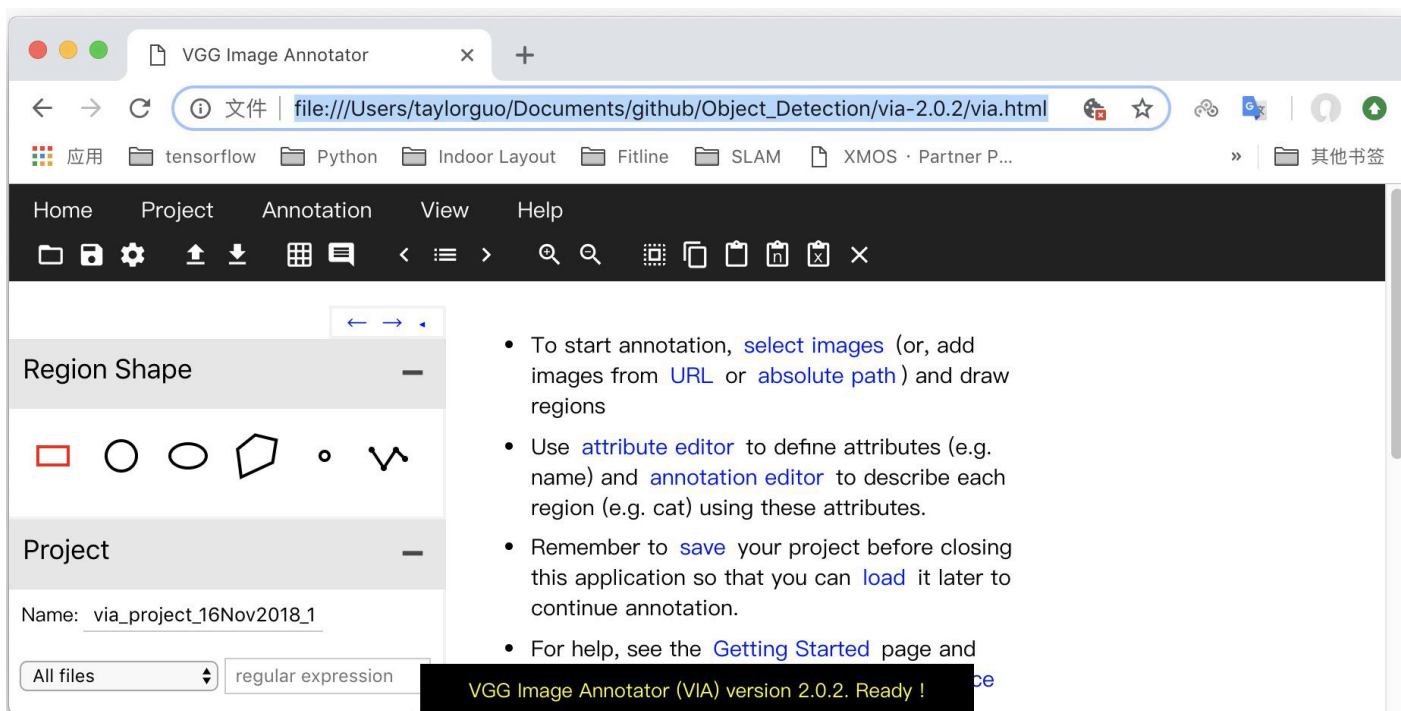 VGG Image Annotator
文件 file:///Users/taylorguo/Documents/github/Object_Detection/via-2.0.2/via.html
应用 tensorflow Python Indoor Layout Fitline SLAM XMOS · Partner P... » 其他书签
Home Project Annotation View Help
Region Shape
Project
Name: via_project_16Nov2018_1
All files regular expression
To start annotation, select images (or, add
images from URL or absolute path) and draw
regions
Use attribute editor to define attributes (e.g.
name) and annotation editor to describe each
region (e.g. cat) using these attributes.
Remember to save your project before closing
this application so that you can load it later to
continue annotation.
For help, see the Getting Started page and
VGG Image Annotator (VIA) version 2.0.2. Ready !